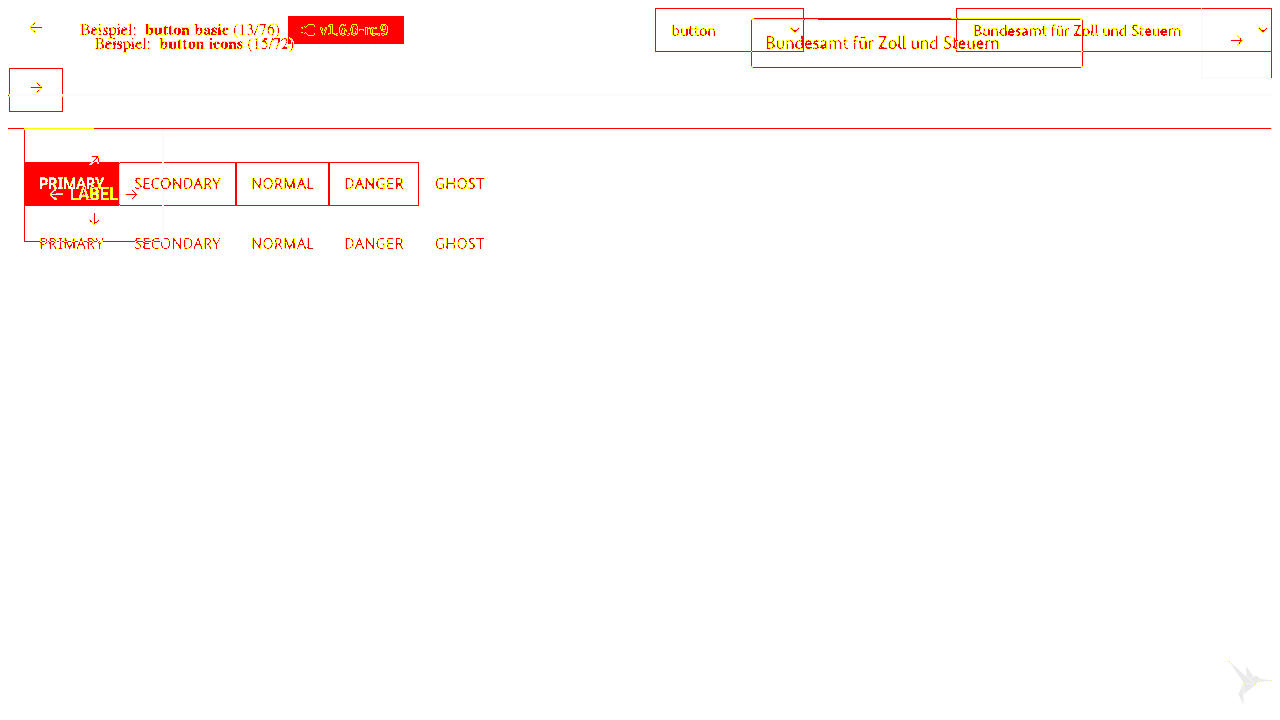 ← Beispiel: button basic (13/76) v1.6.0-rc.9 button Bundesamt für Zoll und Steuern
Beispiel: button icons (15/72) Bundesamt für Zoll und Steuern →
→
PRIMARY SECONDARY NORMAL DANGER GHOST
← LABEL →
PRIMARY SECONDARY NORMAL DANGER GHOST